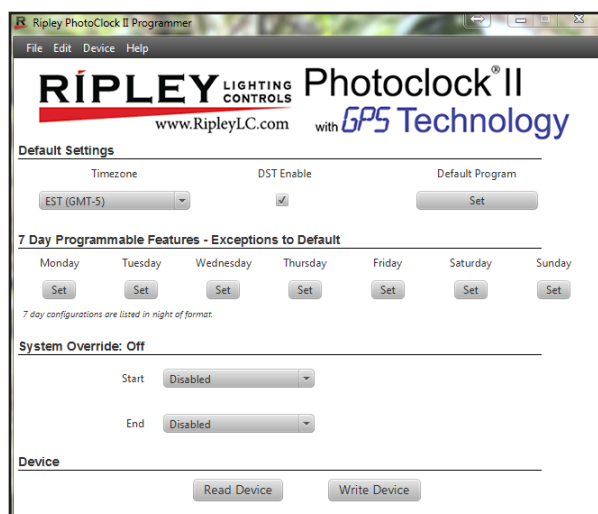 Ripley PhotoClock II Programmer
File Edit Device Help
RÍPLEY LIGHTING CONTROLS
www.RipleyLC.com
Photoclock® II
with GPS Technology
Default Settings
Timezone DST Enable Default Program
EST (GMT-5) Set
7 Day Programmable Features - Exceptions to Default
Monday Tuesday Wednesday Thursday Friday Saturday Sunday
Set Set Set Set Set Set Set
7 day configurations are listed in night of format.
System Override: Off
Start Disabled
End Disabled
Device
Read Device Write Device